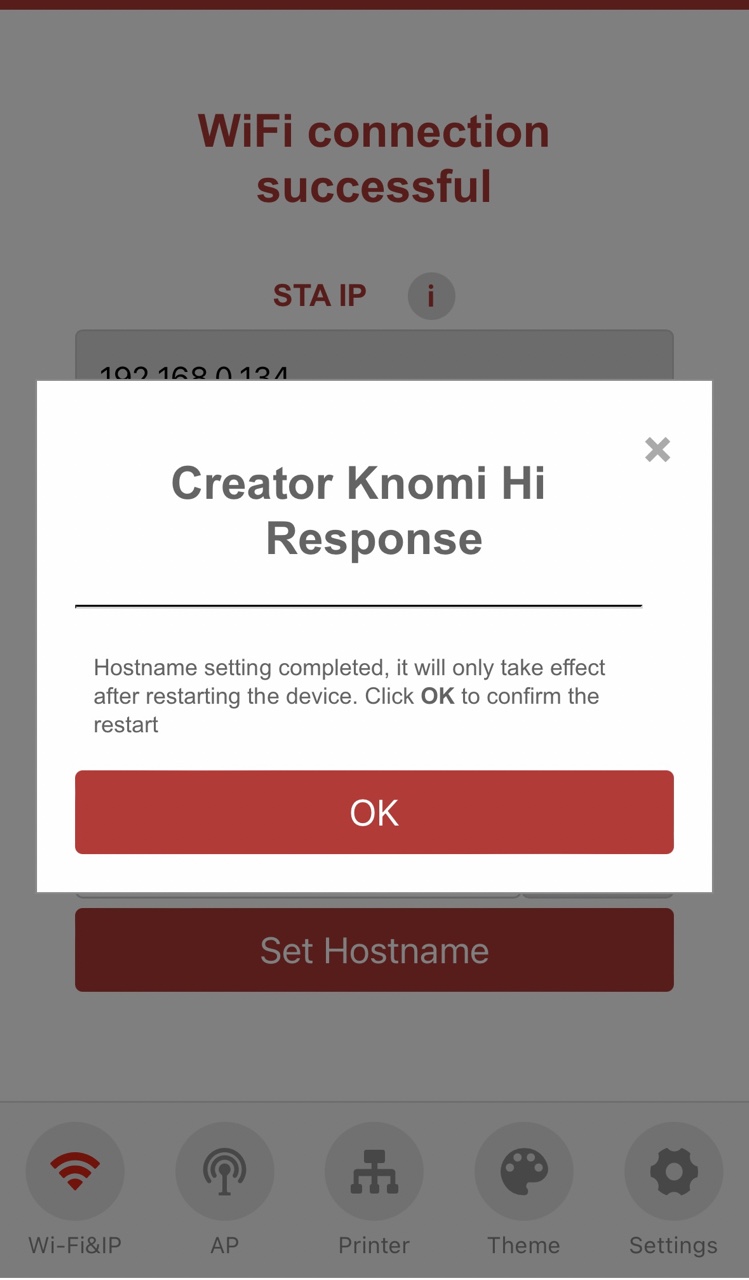 WiFi connection
successful
STA IP i
192.168.0.134
Creator Knomi Hi
Response
Hostname setting completed, it will only take effect
after restarting the device. Click OK to confirm the
restart
OK
Set Hostname
Wi-Fi&IP AP Printer Theme Settings